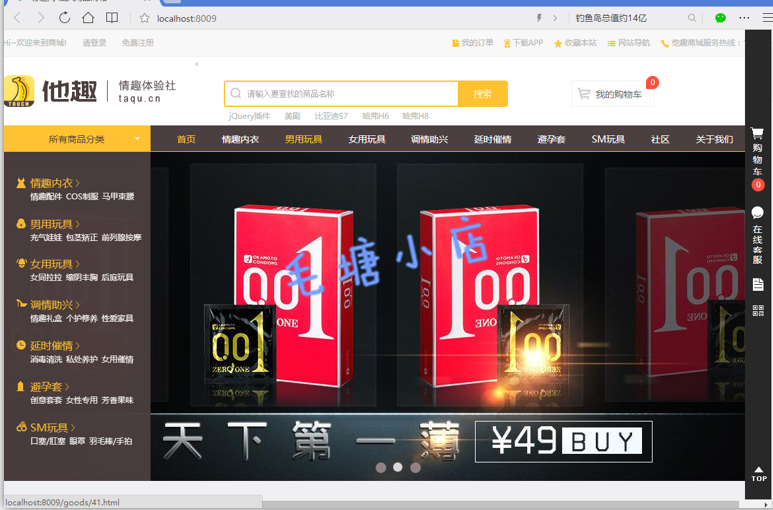 localhost:8009
钓鱼岛总值约14亿
Hi~欢迎来到商城! 请登录 免费注册
我的订单 下载APP 收藏本站 网站导航 他趣商城服务热线:
TOUCH
他趣
情趣体验社
taqu.cn
请输入要查找的商品名称
搜索
我的购物车
0
jQuery插件 美剧 比亚迪S7 哈弗H6 哈弗H8
所有商品分类
首页 情趣内衣 男用玩具 女用玩具 调情助兴 延时催情 避孕套 SM玩具 社区 关于我们
情趣内衣
情趣配件 COS制服 马甲束腰
男用玩具
充气娃娃 包茎矫正 前列腺按摩
女用玩具
女同拉拉 缩阴丰胸 后庭玩具
调情助兴
情趣礼盒 个护修养 性爱家具
延时催情
消毒清洗 私处养护 女用催情
避孕套
创意套套 女性专用 芳香果味
SM玩具
口塞/肛塞 眼罩 羽毛棒/手拍
OKAMOTO
CONDOMS
001
ZERO ONE
毛塘小店
天下第一薄
¥49 BUY
购物车
0
在线客服
TOP
localhost:8009/goods/41.html